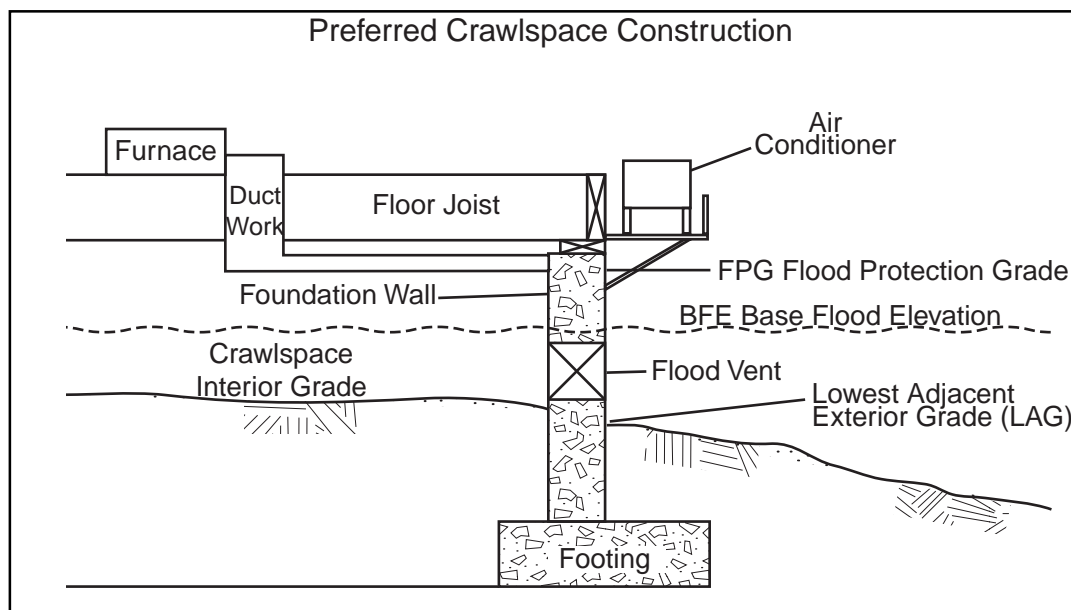 Preferred Crawlspace Construction
Furnace
Air
Conditioner
Duct
Work
Floor Joist
FPG Flood Protection Grade
Foundation Wall
BFE Base Flood Elevation
Crawlspace
Interior Grade
Flood Vent
Lowest Adjacent
Exterior Grade (LAG)
Footing